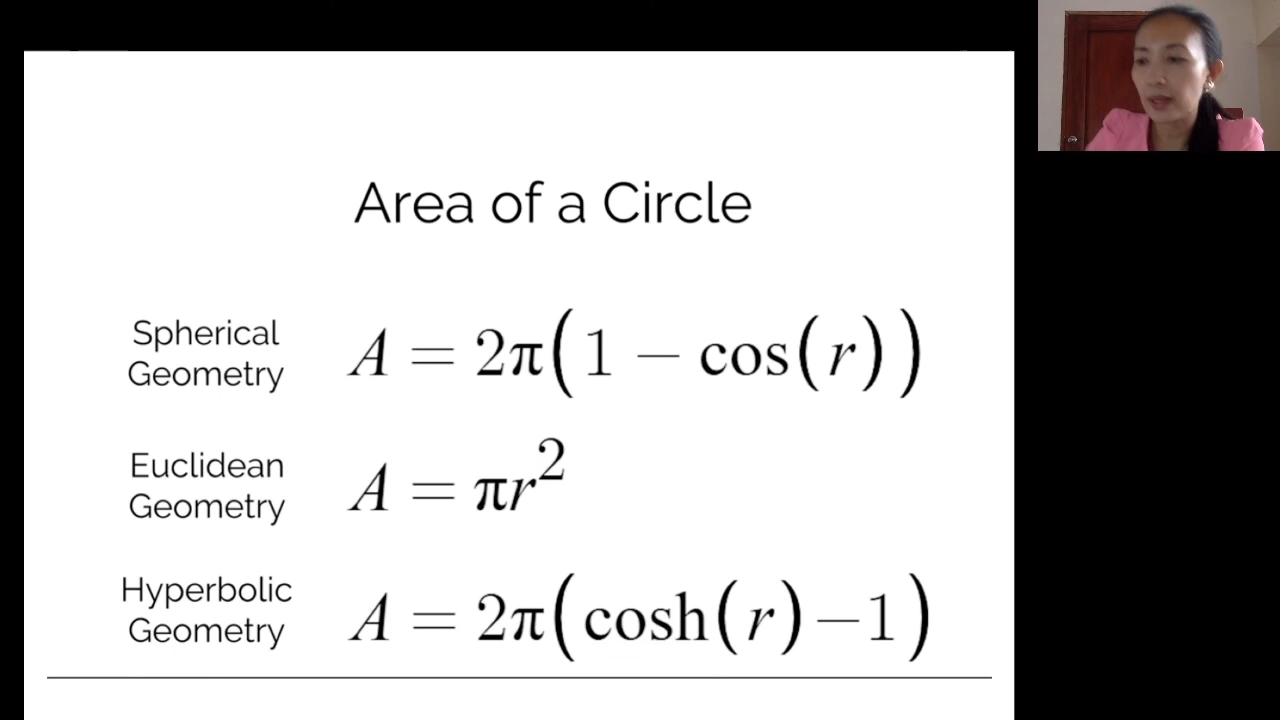 Area of a Circle
Spherical
Geometry
A = 2π(1 − cos(r))
Euclidean
Geometry
A = πr²
Hyperbolic
Geometry
A = 2π(cosh(r)−1)